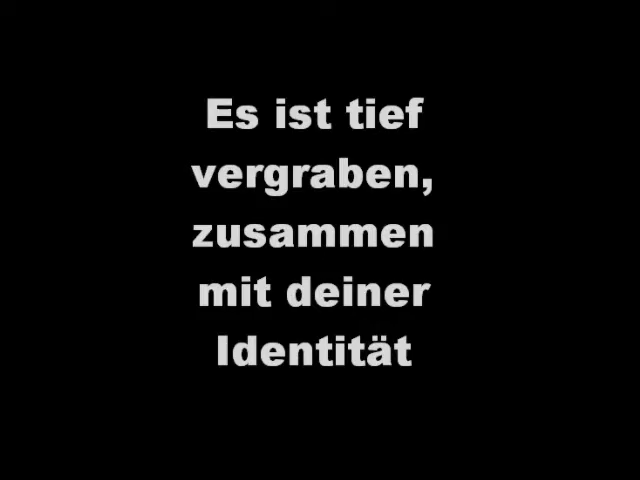 Es ist tief
vergraben,
zusammen
mit deiner
Identität